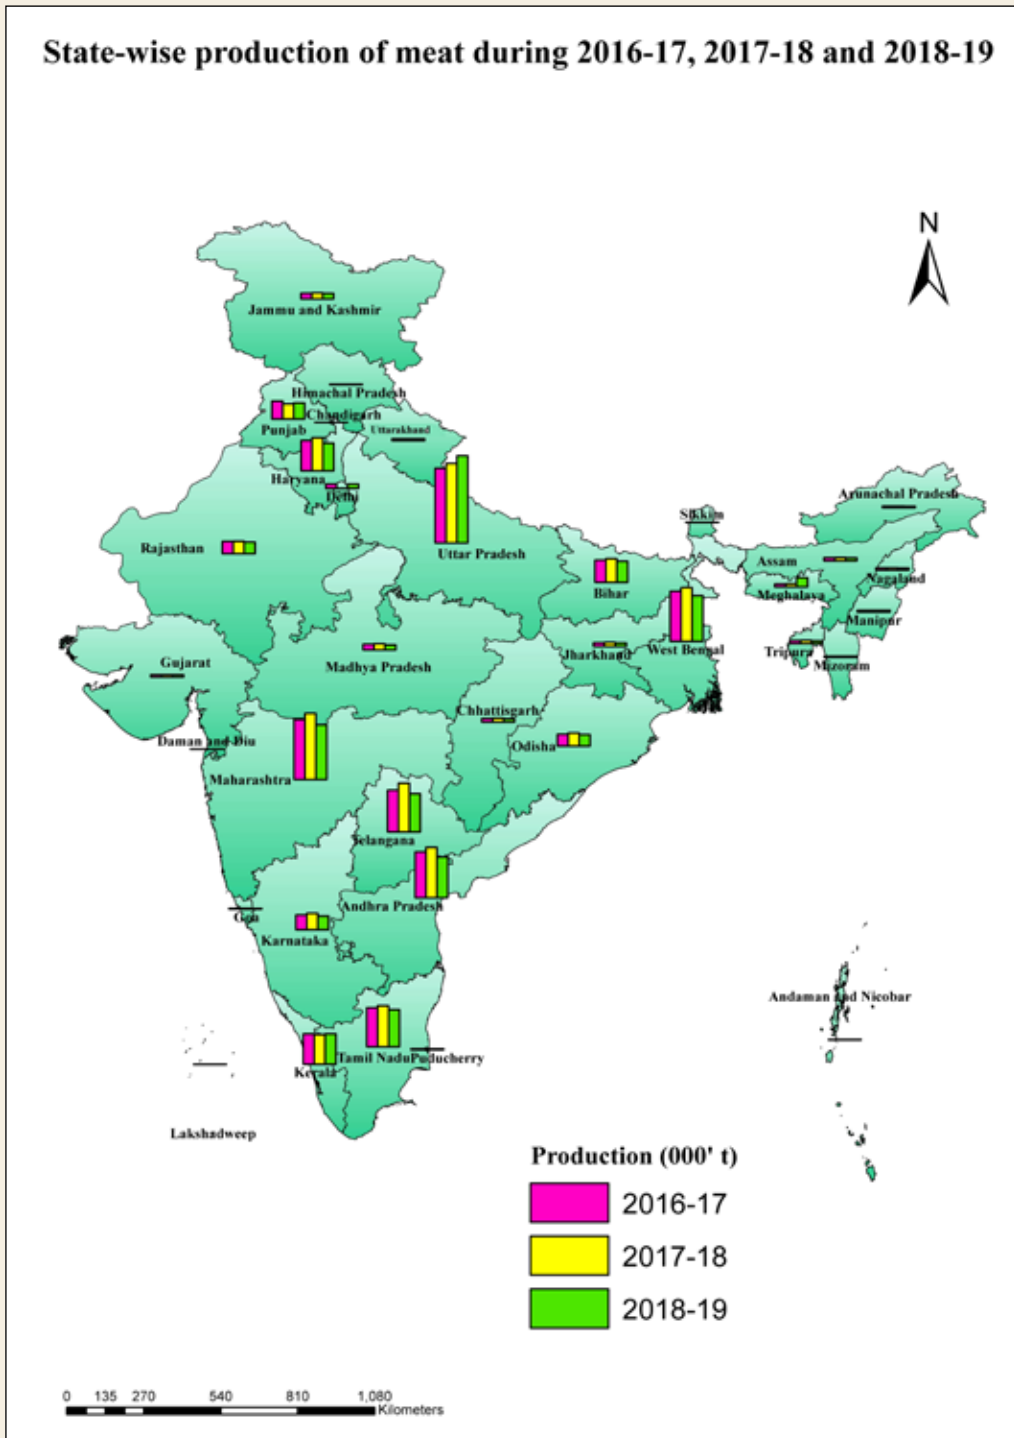 State-wise production of meat during 2016-17, 2017-18 and 2018-19
N
Jammu and Kashmir
Himachal Pradesh
Chandigarh
Punjab
Uttarakhand
Haryana
Delhi
Arunachal Pradesh
Sikkim
Rajasthan
Uttar Pradesh
Assam
Nagaland
Bihar
Meghalaya
Manipur
West Bengal
Jharkhand
Tripura
Mizoram
Gujarat
Madhya Pradesh
Chhattisgarh
Daman and Diu
Odisha
Maharashtra
Telangana
Andhra Pradesh
Goa
Karnataka
Andaman and Nicobar
Tamil Nadu
Puducherry
Kerala
Lakshadweep
Production (000' t)
2016-17
2017-18
2018-19
0 135 270 540 810 1,080
Kilometers